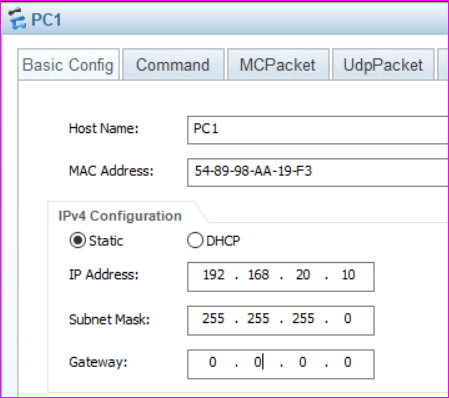 PC1
Basic Config Command MCPacket UdpPacket
Host Name: PC1
MAC Address: 54-89-98-AA-19-F3
IPv4 Configuration
Static DHCP
IP Address: 192 . 168 . 20 . 10
Subnet Mask: 255 . 255 . 255 . 0
Gateway: 0 . 0 . 0 . 0